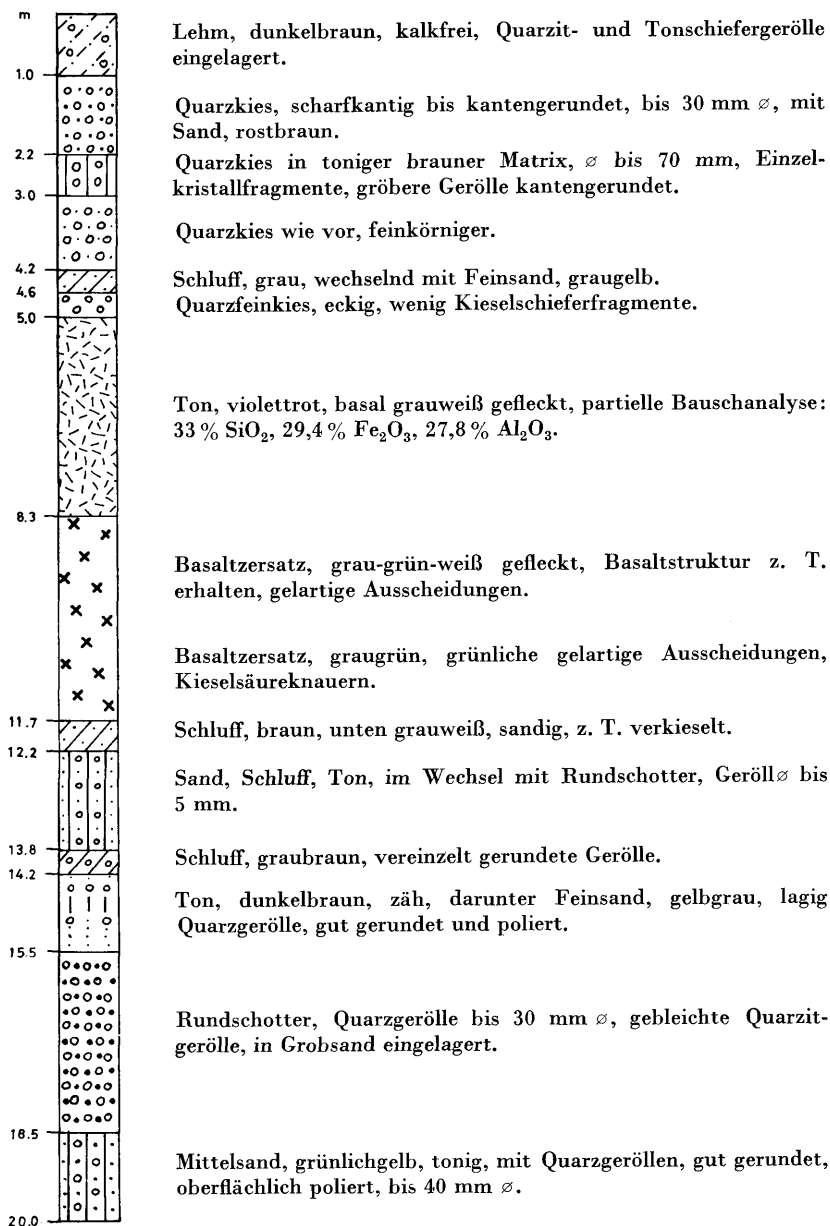 m
Lehm, dunkelbraun, kalkfrei, Quarzit- und Tonschiefergerölle
eingelagert.
1.0
Quarzkies, scharfkantig bis kantengerundet, bis 30 mm ⌀, mit
Sand, rostbraun.
2.2
Quarzkies in toniger brauner Matrix, ⌀ bis 70 mm, Einzel-
kristallfragmente, gröbere Gerölle kantengerundet.
3.0
Quarzkies wie vor, feinkörniger.
4.2
Schluff, grau, wechselnd mit Feinsand, graugelb.
4.6
Quarzfeinkies, eckig, wenig Kieselschieferfragmente.
5.0
Ton, violettrot, basal grauweiß gefleckt, partielle Bauschanalyse:
33 % SiO₂, 29,4 % Fe₂O₃, 27,8 % Al₂O₃.
8.3
Basaltzersatz, grau-grün-weiß gefleckt, Basaltstruktur z. T.
erhalten, gelartige Ausscheidungen.
Basaltzersatz, graugrün, grünliche gelartige Ausscheidungen,
Kieselsäureknauern.
11.7
Schluff, braun, unten grauweiß, sandig, z. T. verkieselt.
12.2
Sand, Schluff, Ton, im Wechsel mit Rundschotter, Geröll⌀ bis
5 mm.
13.8
Schluff, graubraun, vereinzelt gerundete Gerölle.
14.2
Ton, dunkelbraun, zäh, darunter Feinsand, gelbgrau, lagig
Quarzgerölle, gut gerundet und poliert.
15.5
Rundschotter, Quarzgerölle bis 30 mm ⌀, gebleichte Quarzit-
gerölle, in Grobsand eingelagert.
18.5
Mittelsand, grünlichgelb, tonig, mit Quarzgeröllen, gut gerundet,
oberflächlich poliert, bis 40 mm ⌀.
20.0